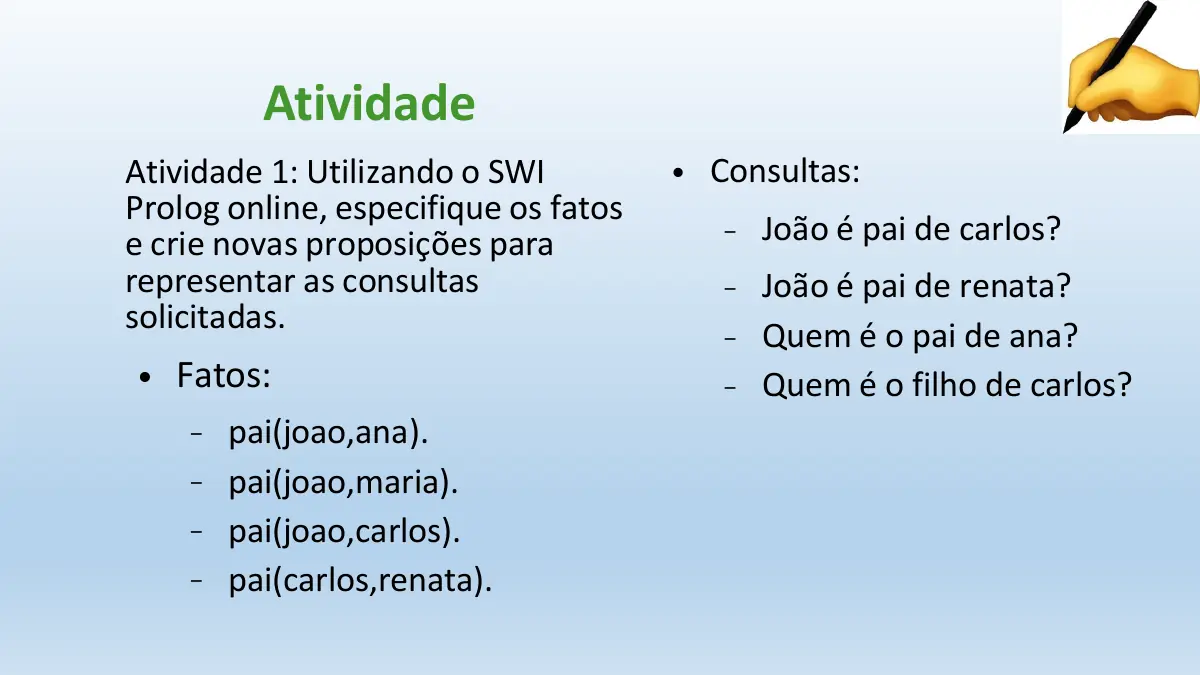 Atividade
Atividade 1: Utilizando o SWI
Prolog online, especifique os fatos
e crie novas proposições para
representar as consultas
solicitadas.
• Fatos:
– pai(joao,ana).
– pai(joao,maria).
– pai(joao,carlos).
– pai(carlos,renata).
• Consultas:
– João é pai de carlos?
– João é pai de renata?
– Quem é o pai de ana?
– Quem é o filho de carlos?